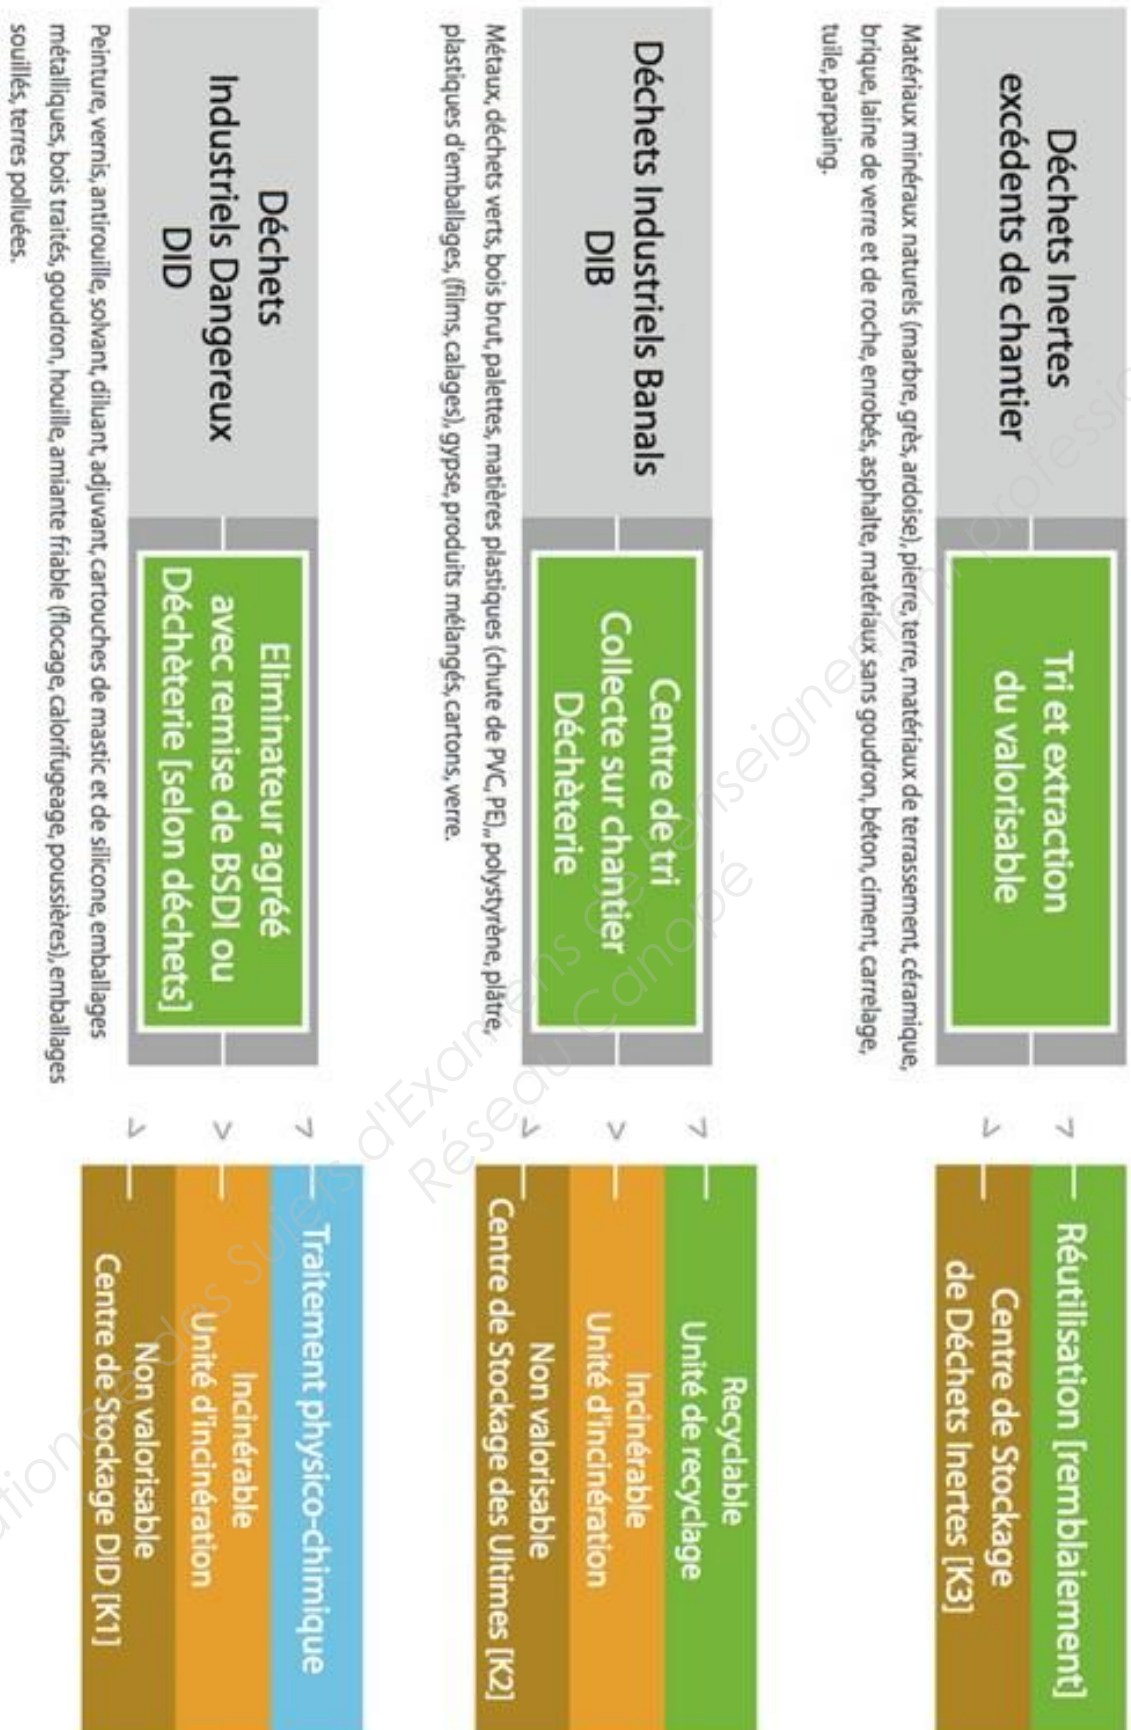 Déchets Inertes
excédents de chantier
Tri et extraction
du valorisable
Réutilisation [remblaiement]
Centre de Stockage
de Déchets Inertes [K3]
Matériaux minéraux naturels (marbre, grès, ardoise), pierre, terre, matériaux de terrassement, céramique,
brique, laine de verre et de roche, enrobés, asphalte, matériaux sans goudron, béton, ciment, carrelage,
tuile, parpaing.
Déchets Industriels Banals
DIB
Centre de tri
Collecte sur chantier
Déchèterie
Recyclable
Unité de recyclage
Incinérable
Unité d'incinération
Non valorisable
Centre de Stockage des Ultimes [K2]
Métaux, déchets verts, bois brut, palettes, matières plastiques (chute de PVC, PE),, polystyrène, plâtre,
plastiques d'emballages, (films, calages), gypse, produits mélangés, cartons, verre.
Déchets
Industriels Dangereux
DID
Eliminateur agréé
avec remise de BSDI ou
Déchèterie [selon déchets]
Traitement physico-chimique
Incinérable
Unité d'incinération
Non valorisable
Centre de Stockage DID [K1]
Peinture, vernis, antirouille, solvant, diluant, adjuvant, cartouches de mastic et de silicone, emballages
métalliques, bois traités, goudron, houille, amiante friable (flocage, calorifugeage, poussières), emballages
souillés, terres polluées.
des Sujets d'Examens de l'enseignement
Réseau Canopé